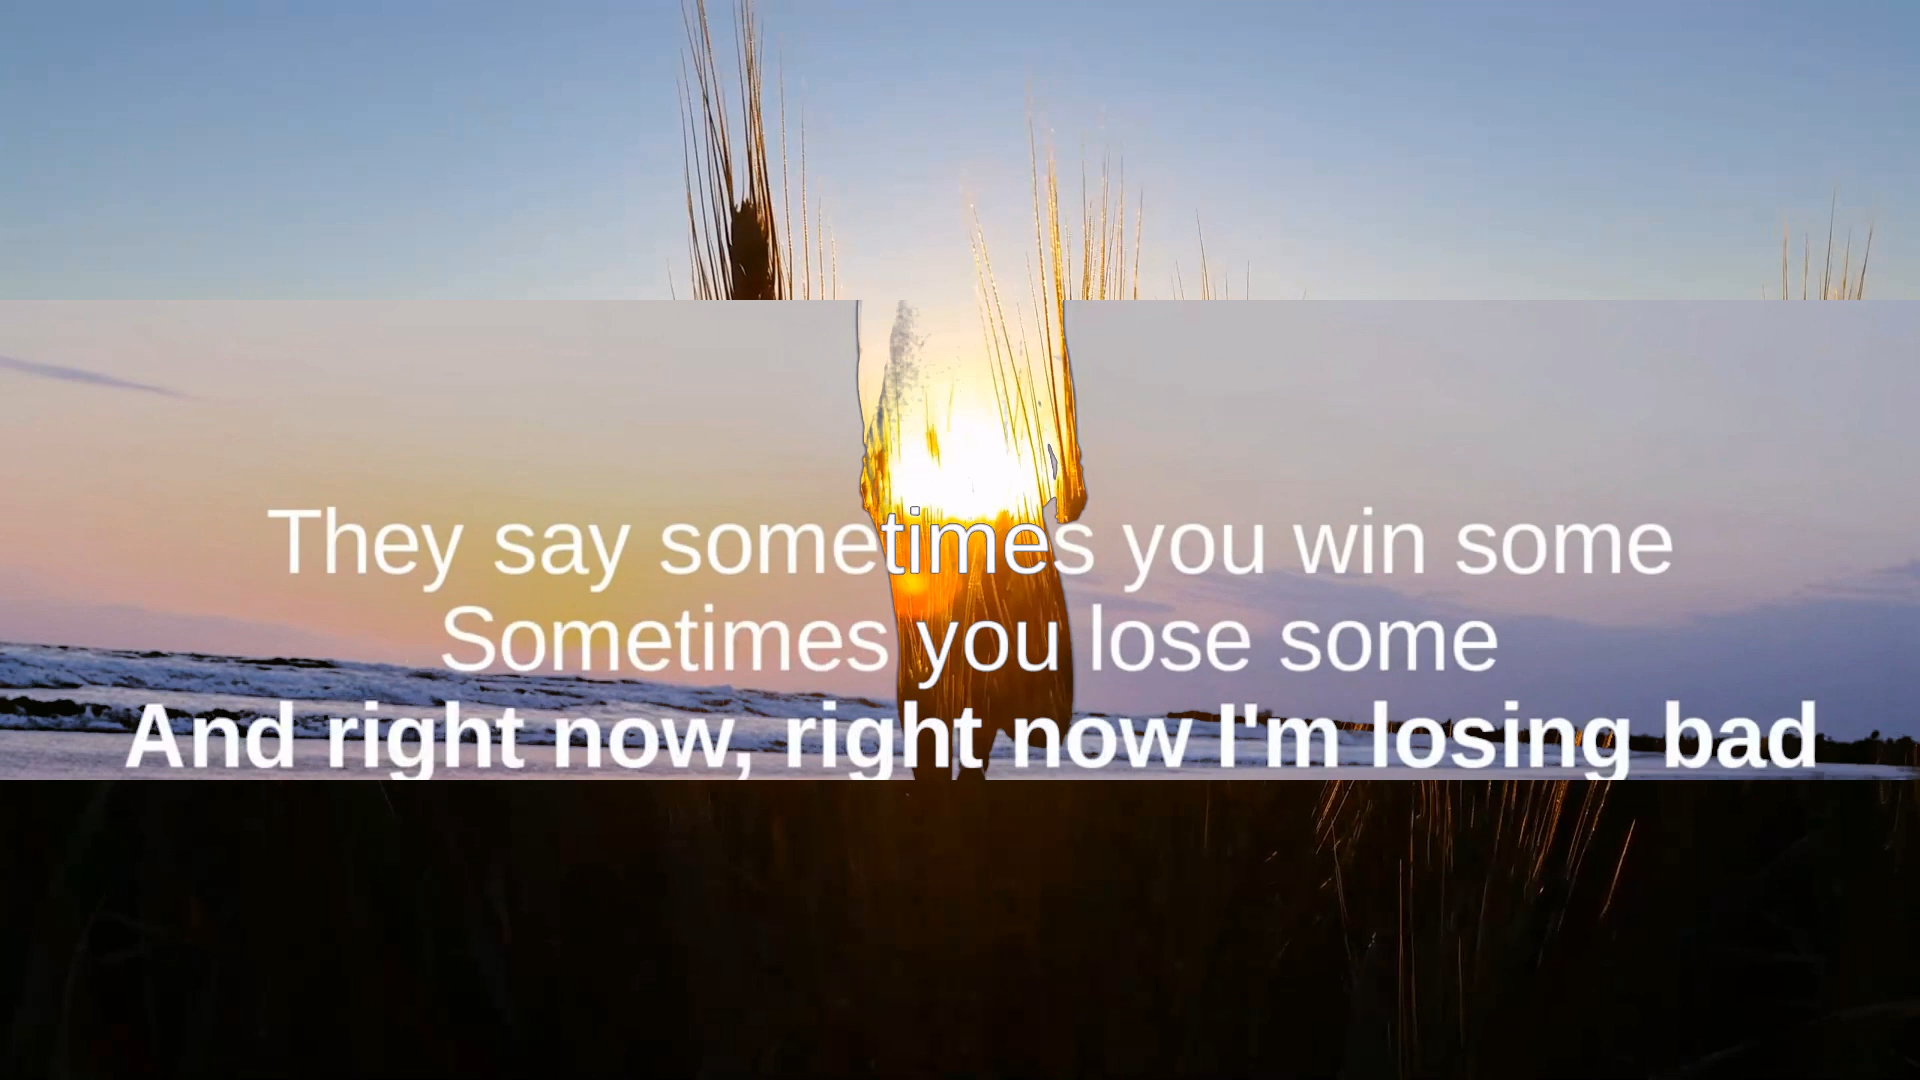 They say sometimes you win some
Sometimes you lose some
And right now, right now I'm losing bad